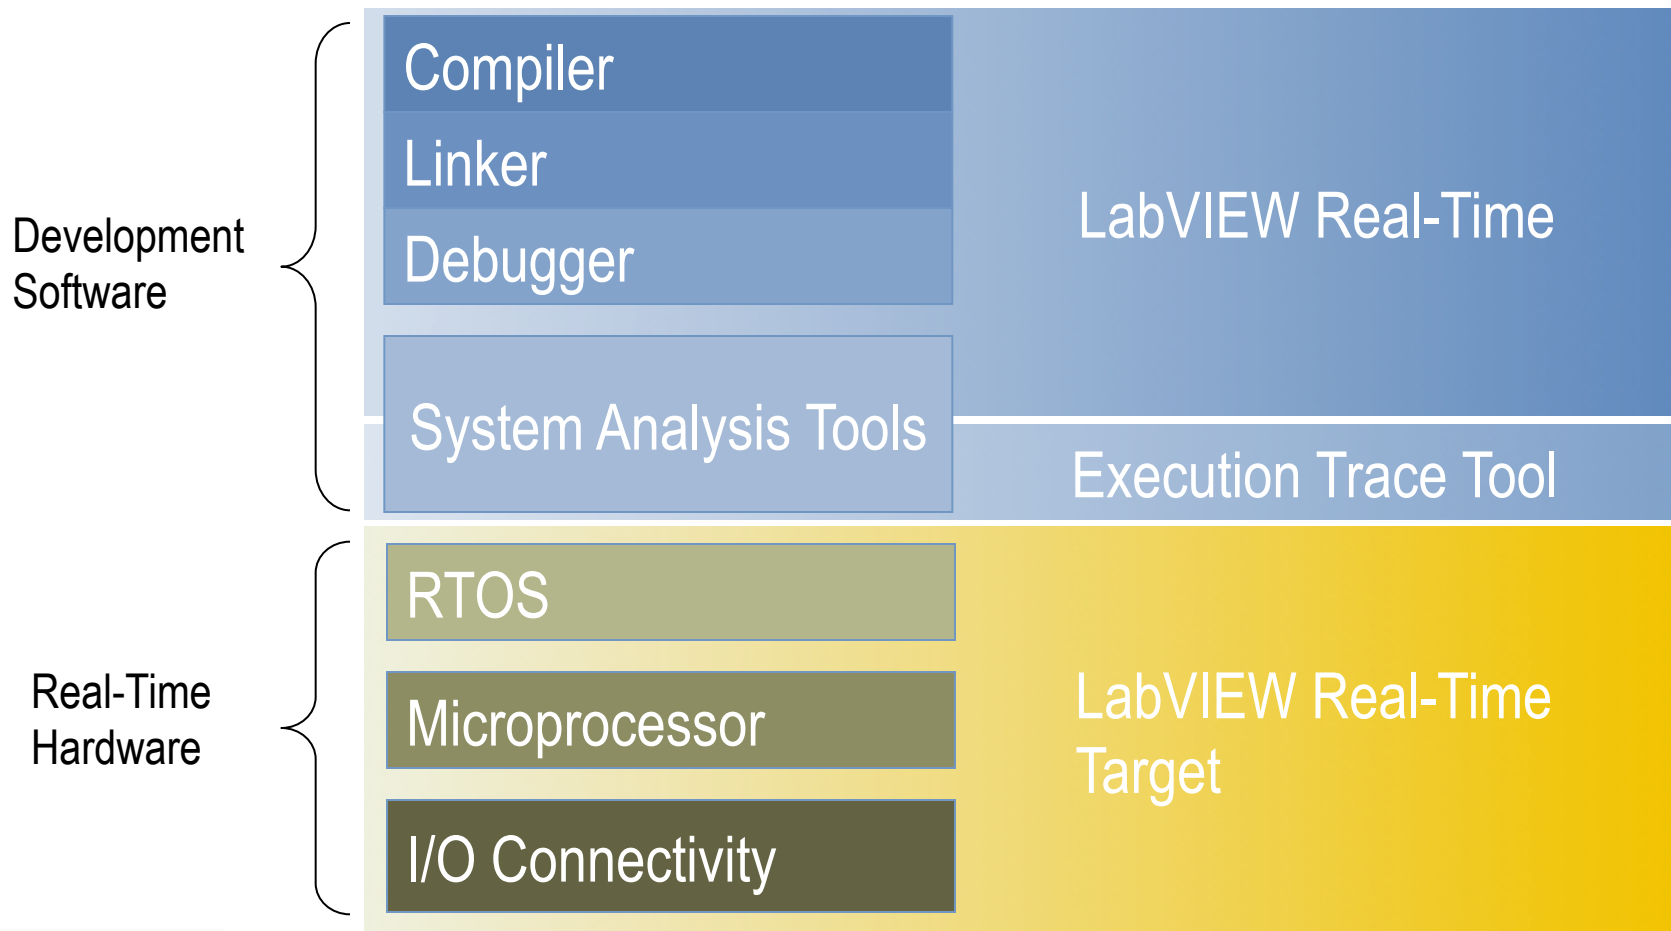 Development
Software
Compiler
Linker
Debugger
System Analysis Tools
LabVIEW Real-Time
Execution Trace Tool
Real-Time
Hardware
RTOS
Microprocessor
I/O Connectivity
LabVIEW Real-Time
Target